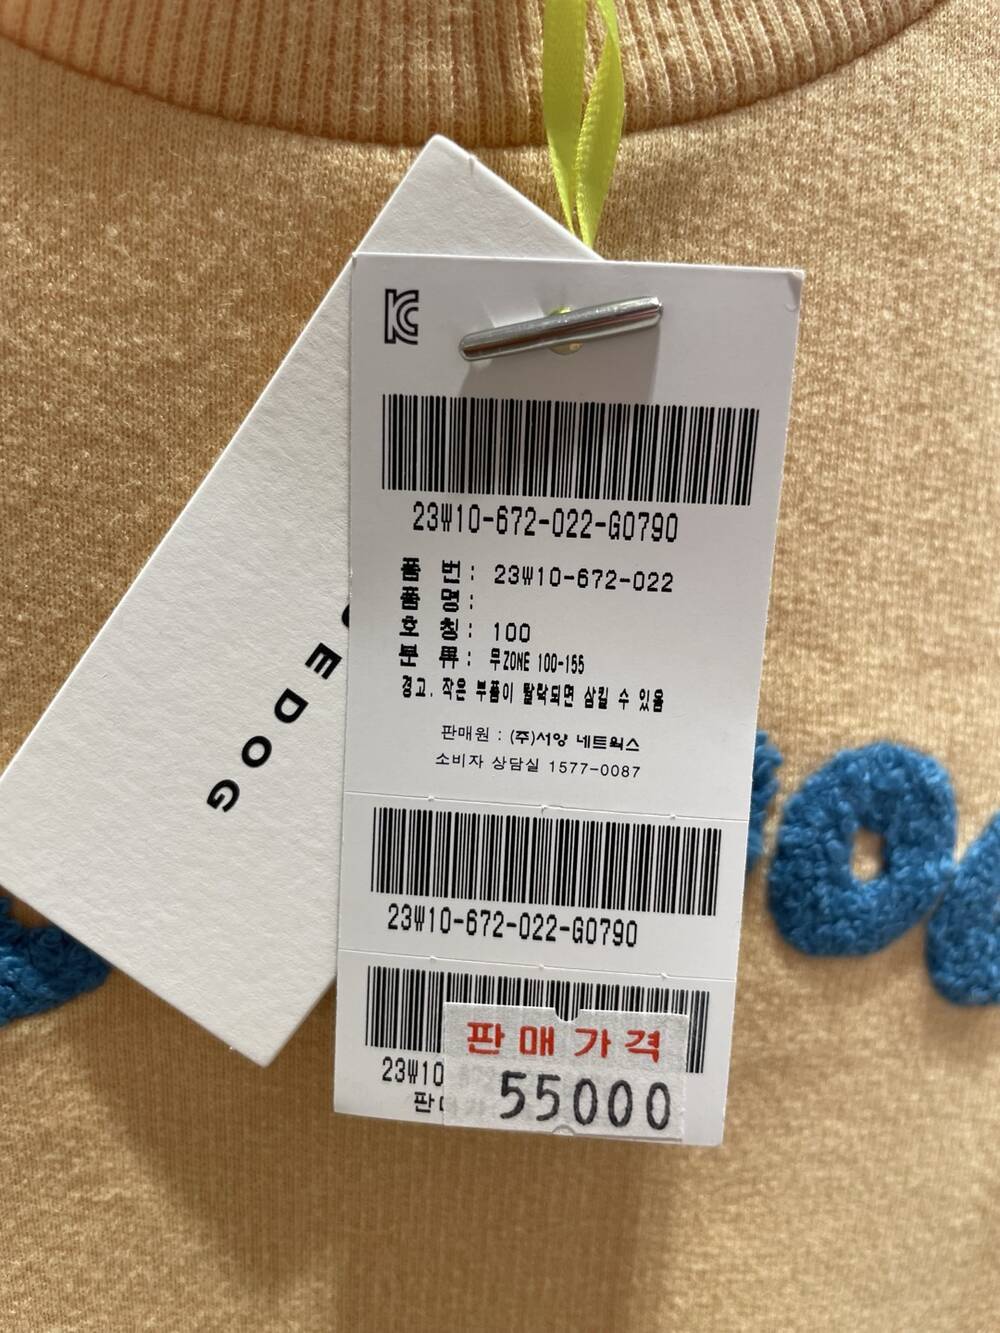 KC
23W10-672-022-G0790
품 번: 23W10-672-022
품 명:
호 칭: 100
분 류: 무ZONE 100-155
경고. 작은 부품이 탈락되면 삼킬 수 있음
판매원 : (주)서양 네트웍스
소비자 상담실 1577-0087
EDOG
23W10-672-022-G0790
23W10
판매가격
55000